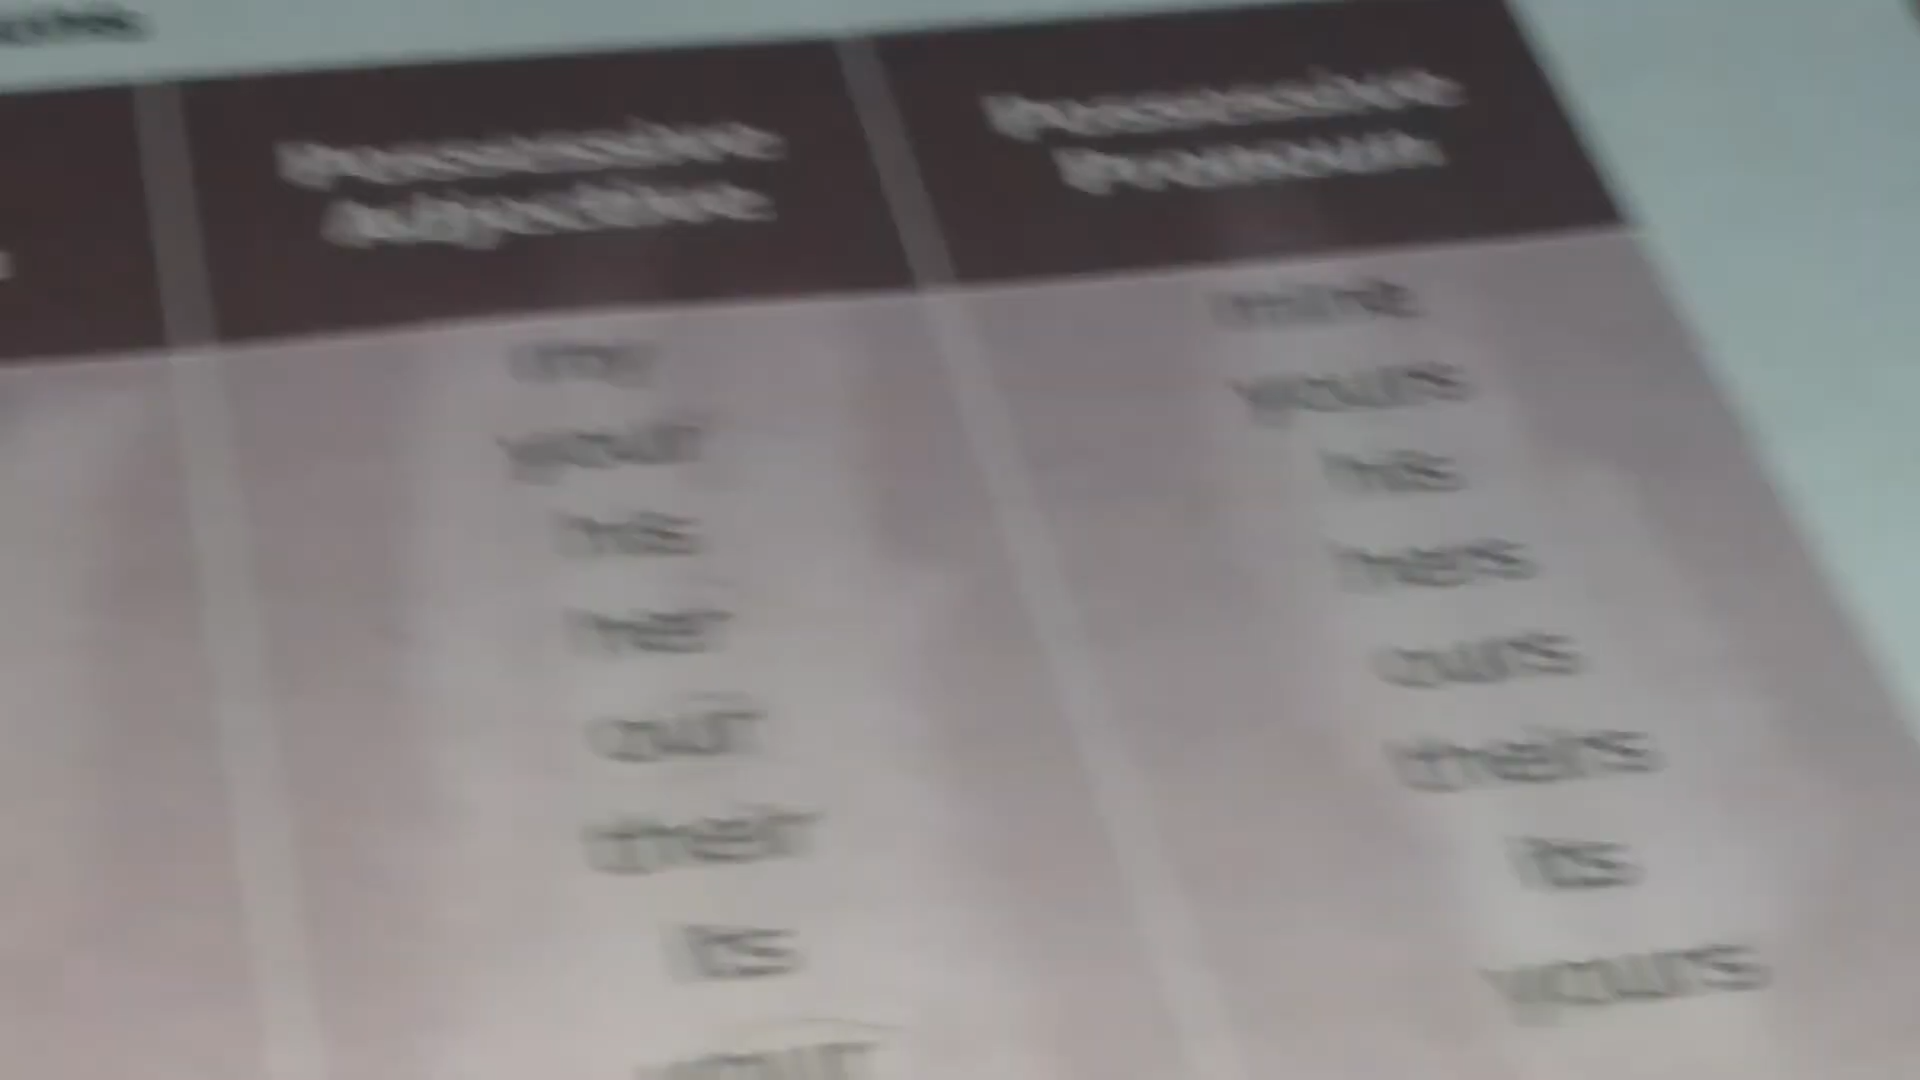 Possessive Possessive
Adjective Pronoun
my mine
your yours
his his
her hers
our ours
their theirs
its its
your yours